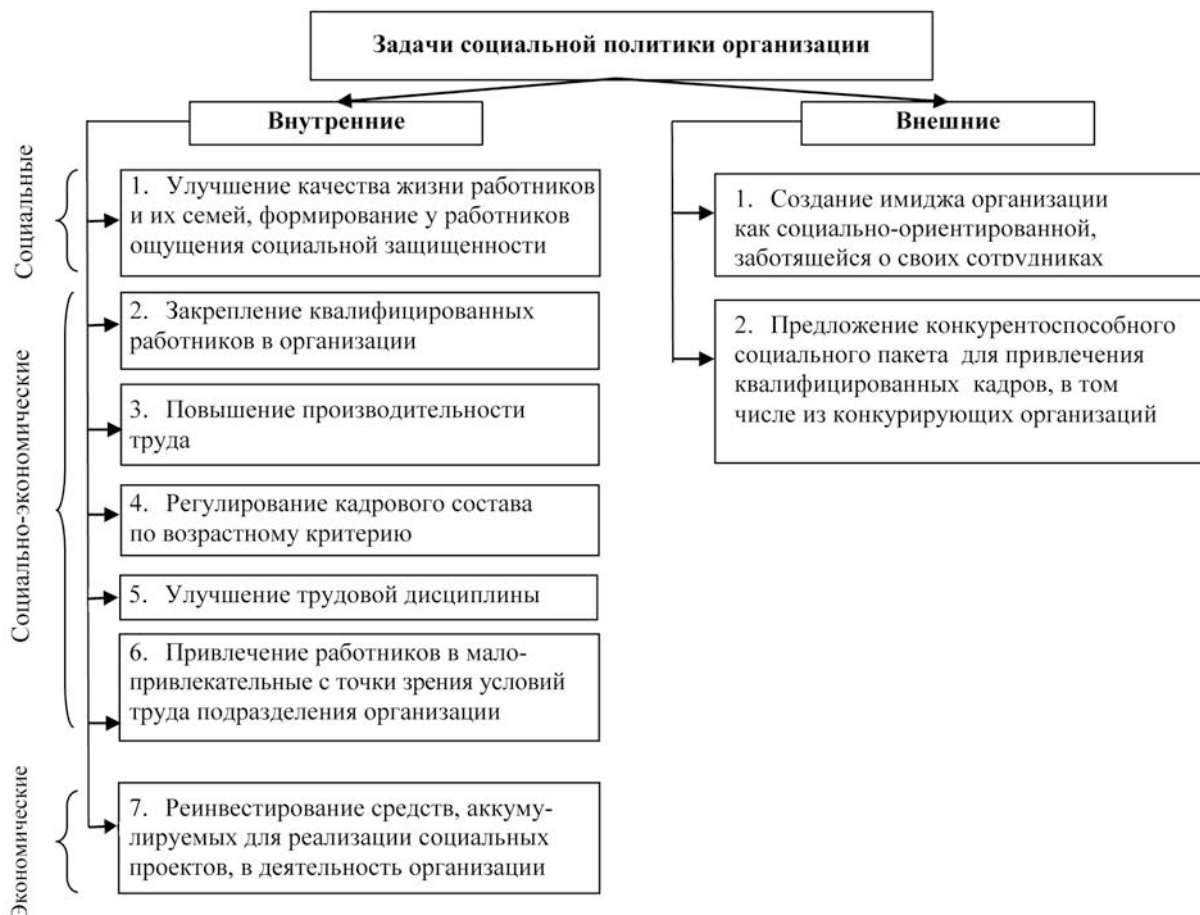 Задачи социальной политики организации
Внутренние
Социальные
1. Улучшение качества жизни работников
и их семей, формирование у работников
ощущения социальной защищенности
Социально-экономические
2. Закрепление квалифицированных
работников в организации
3. Повышение производительности
труда
4. Регулирование кадрового состава
по возрастному критерию
5. Улучшение трудовой дисциплины
6. Привлечение работников в мало-
привлекательные с точки зрения условий
труда подразделения организации
Экономические
7. Реинвестирование средств, аккуму-
лируемых для реализации социальных
проектов, в деятельность организации
Внешние
1. Создание имиджа организации
как социально-ориентированной,
заботящейся о своих сотрудниках
2. Предложение конкурентоспособного
социального пакета для привлечения
квалифицированных кадров, в том
числе из конкурирующих организаций